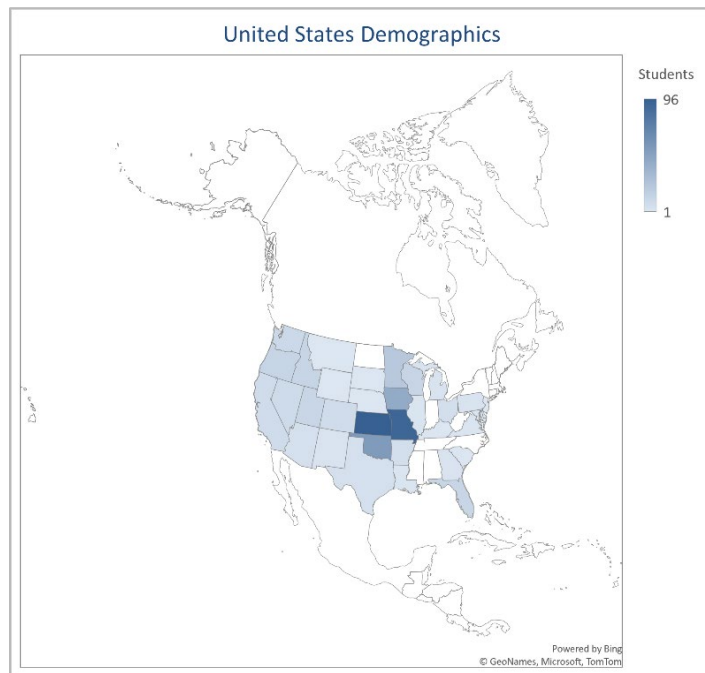 United States Demographics
Students
96
1
Powered by Bing
© GeoNames, Microsoft, TomTom